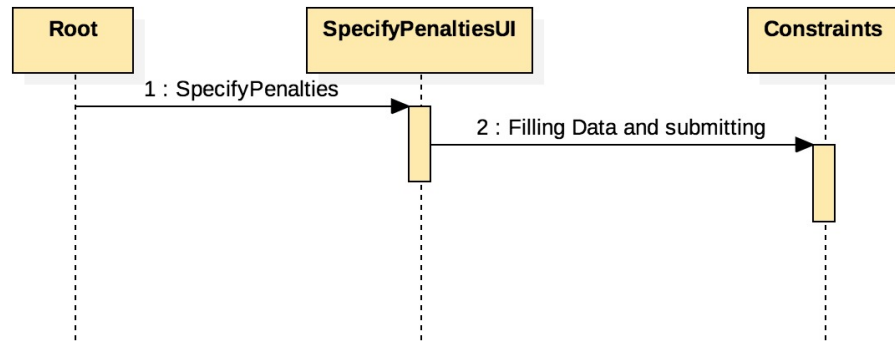 Root
SpecifyPenaltiesUI
Constraints
1 : SpecifyPenalties
2 : Filling Data and submitting